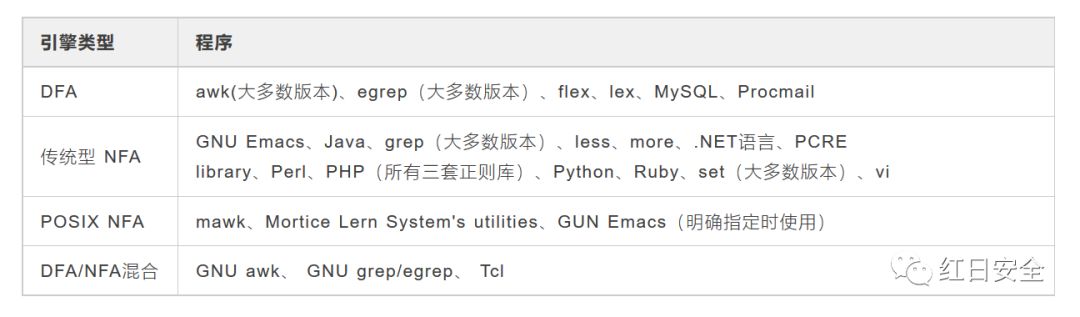 引擎类型 程序
DFA awk(大多数版本)、egrep（大多数版本）、flex、lex、MySQL、Procmail
传统型 NFA GNU Emacs、Java、grep（大多数版本）、less、more、.NET语言、PCRE
library、Perl、PHP（所有三套正则库）、Python、Ruby、set（大多数版本）、vi
POSIX NFA mawk、Mortice Lern System's utilities、GUN Emacs（明确指定时使用）
DFA/NFA混合 GNU awk、 GNU grep/egrep、 Tcl
红日安全